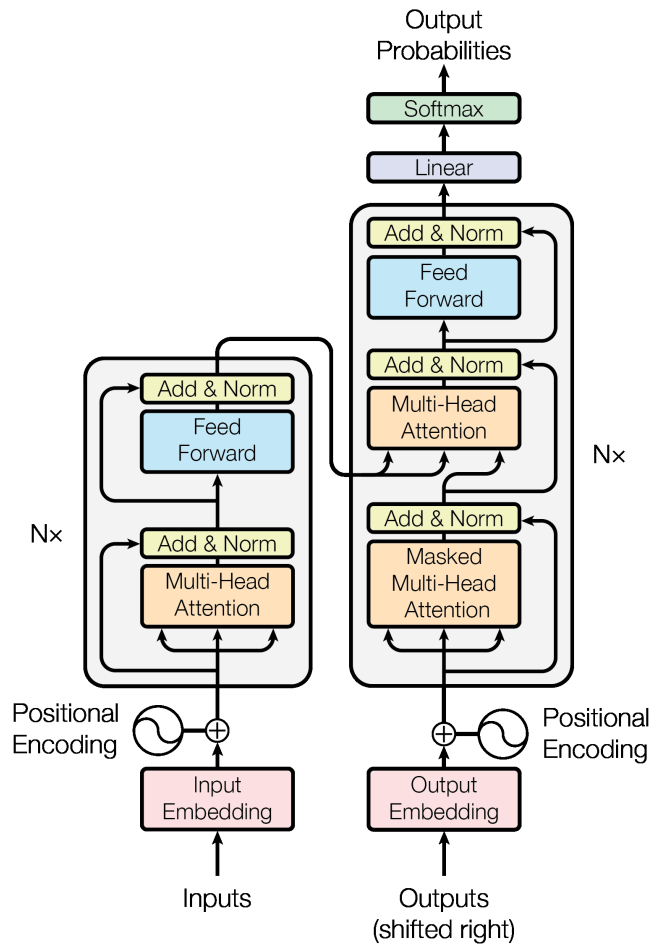 Output
Probabilities
Softmax
Linear
Add & Norm
Feed
Forward
Add & Norm
Multi-Head
Attention
Add & Norm
Masked
Multi-Head
Attention
N×
Add & Norm
Feed
Forward
Add & Norm
Multi-Head
Attention
N×
Positional
Encoding
Positional
Encoding
Input
Embedding
Output
Embedding
Inputs
Outputs
(shifted right)